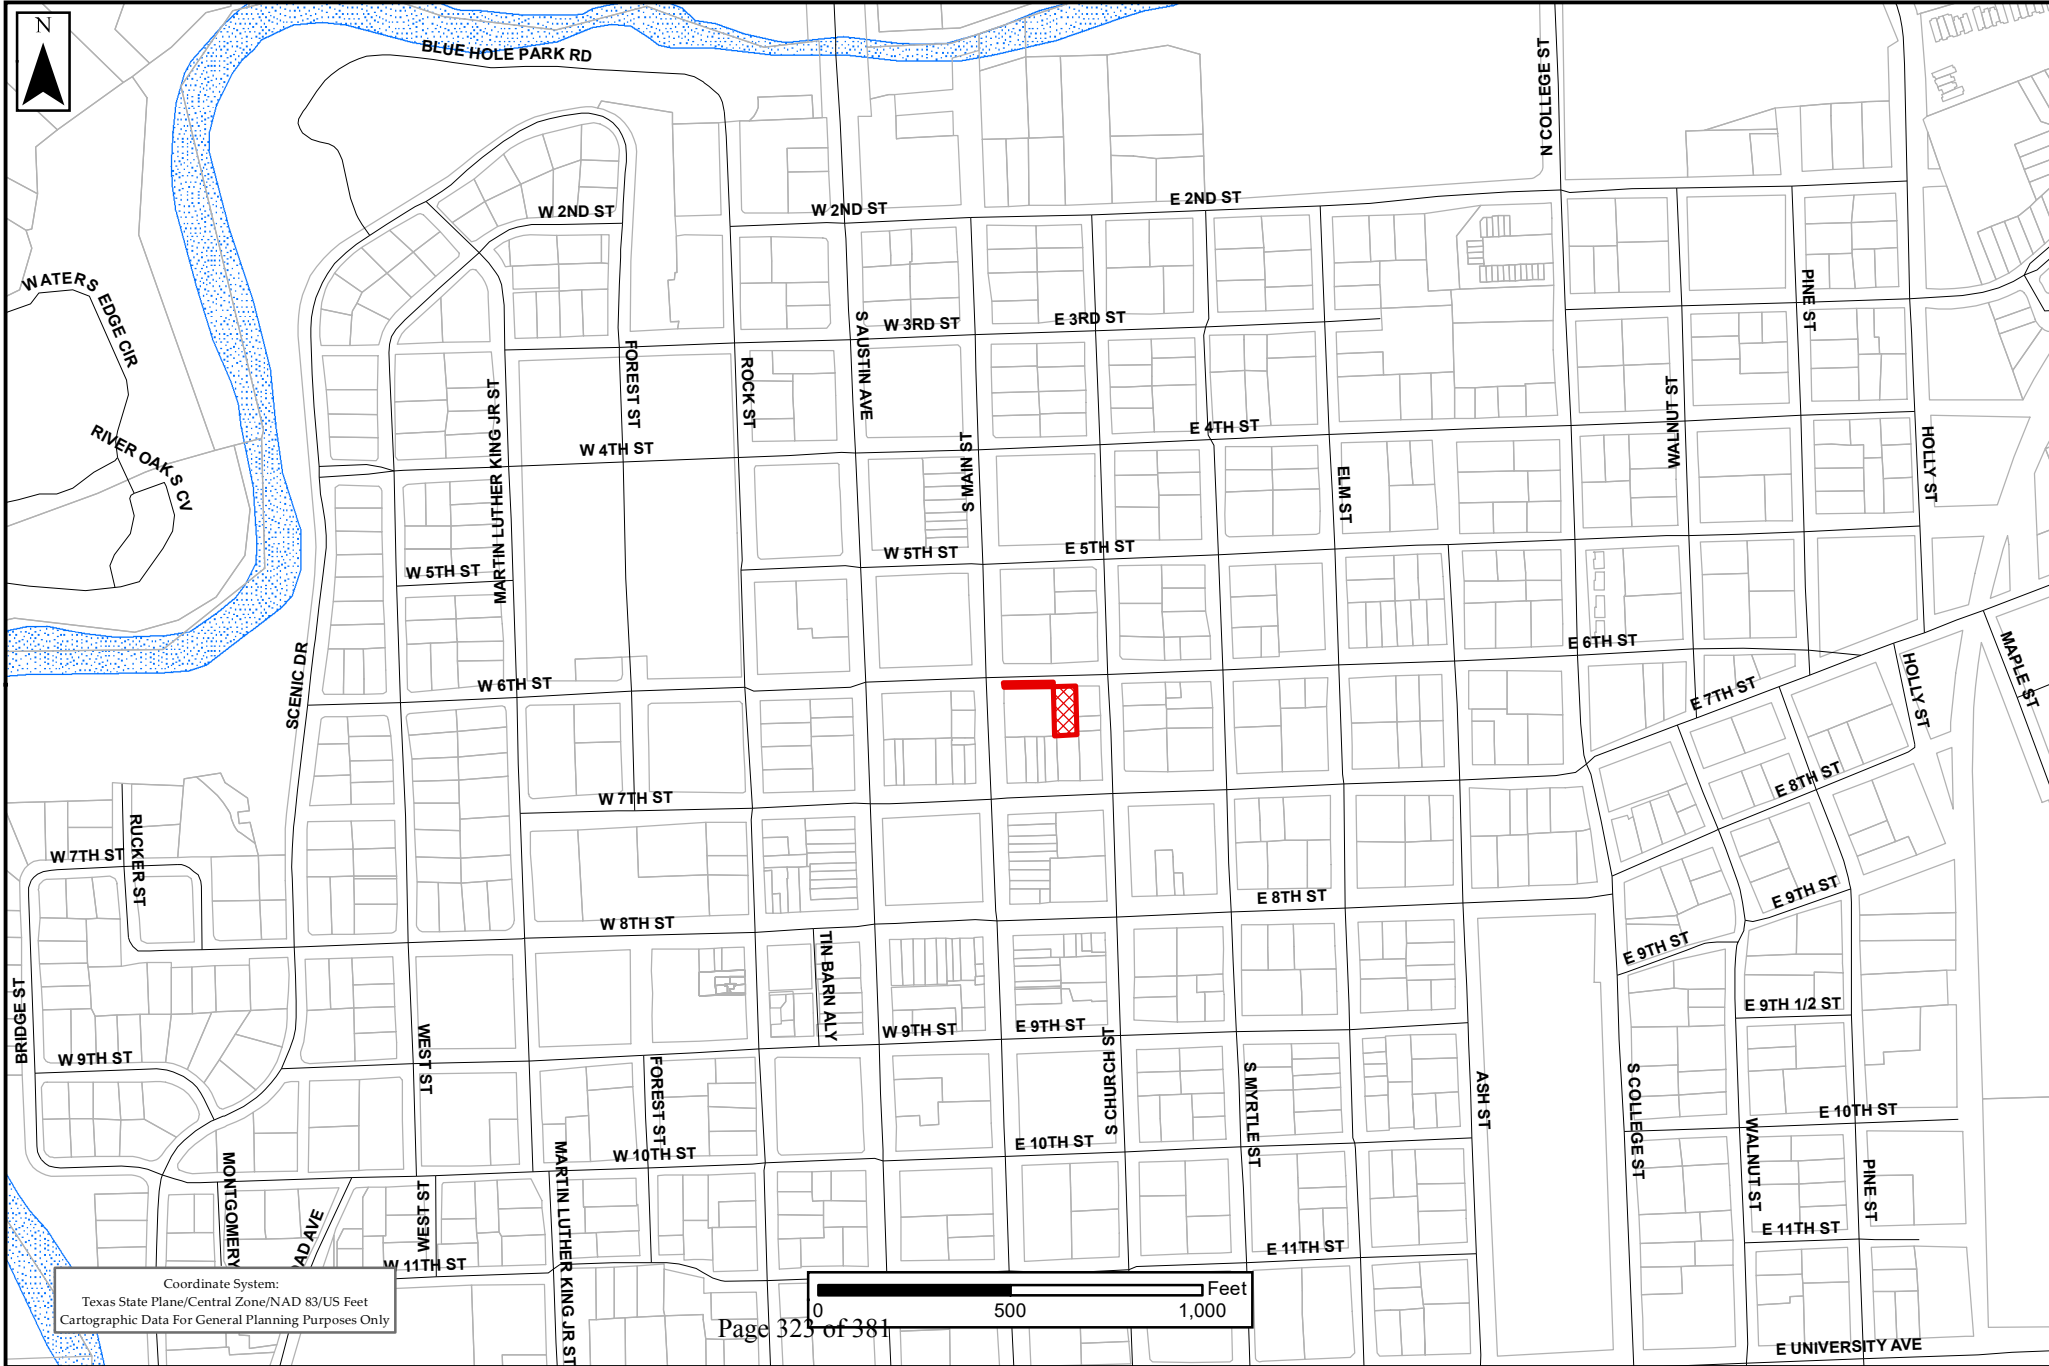 N
BLUE HOLE PARK RD
N COLLEGE ST
W 2ND ST
W 2ND ST
E 2ND ST
WATERS EDGE CIR
PINE ST
W 3RD ST
E 3RD ST
S AUSTIN AVE
FOREST ST
ROCK ST
MARTIN LUTHER KING JR ST
WALNUT ST
RIVER OAKS CV
W 4TH ST
E 4TH ST
S MAIN ST
HOLLY ST
ELM ST
W 5TH ST
W 5TH ST
E 5TH ST
SCENIC DR
W 6TH ST
E 6TH ST
MAPLE ST
HOLLY ST
E 7TH ST
W 7TH ST
E 8TH ST
RUCKER ST
W 7TH ST
E 8TH ST
E 9TH ST
W 8TH ST
TIN BARN ALY
E 9TH ST
BRIDGE ST
E 9TH 1/2 ST
W 9TH ST
E 9TH ST
WEST ST
W 9TH ST
FOREST ST
S CHURCH ST
S MYRTLE ST
ASH ST
S COLLEGE ST
E 10TH ST
WALNUT ST
E 10TH ST
W 10TH ST
MONTGOMERY
MARTIN LUTHER KING JR ST
PINE ST
WEST ST
OAD AVE
E 11TH ST
E 11TH ST
W 11TH ST
Coordinate System:
Texas State Plane/Central Zone/NAD 83/US Feet
Cartographic Data For General Planning Purposes Only
Feet
0 500 1,000
Page 323 of 381
E UNIVERSITY AVE